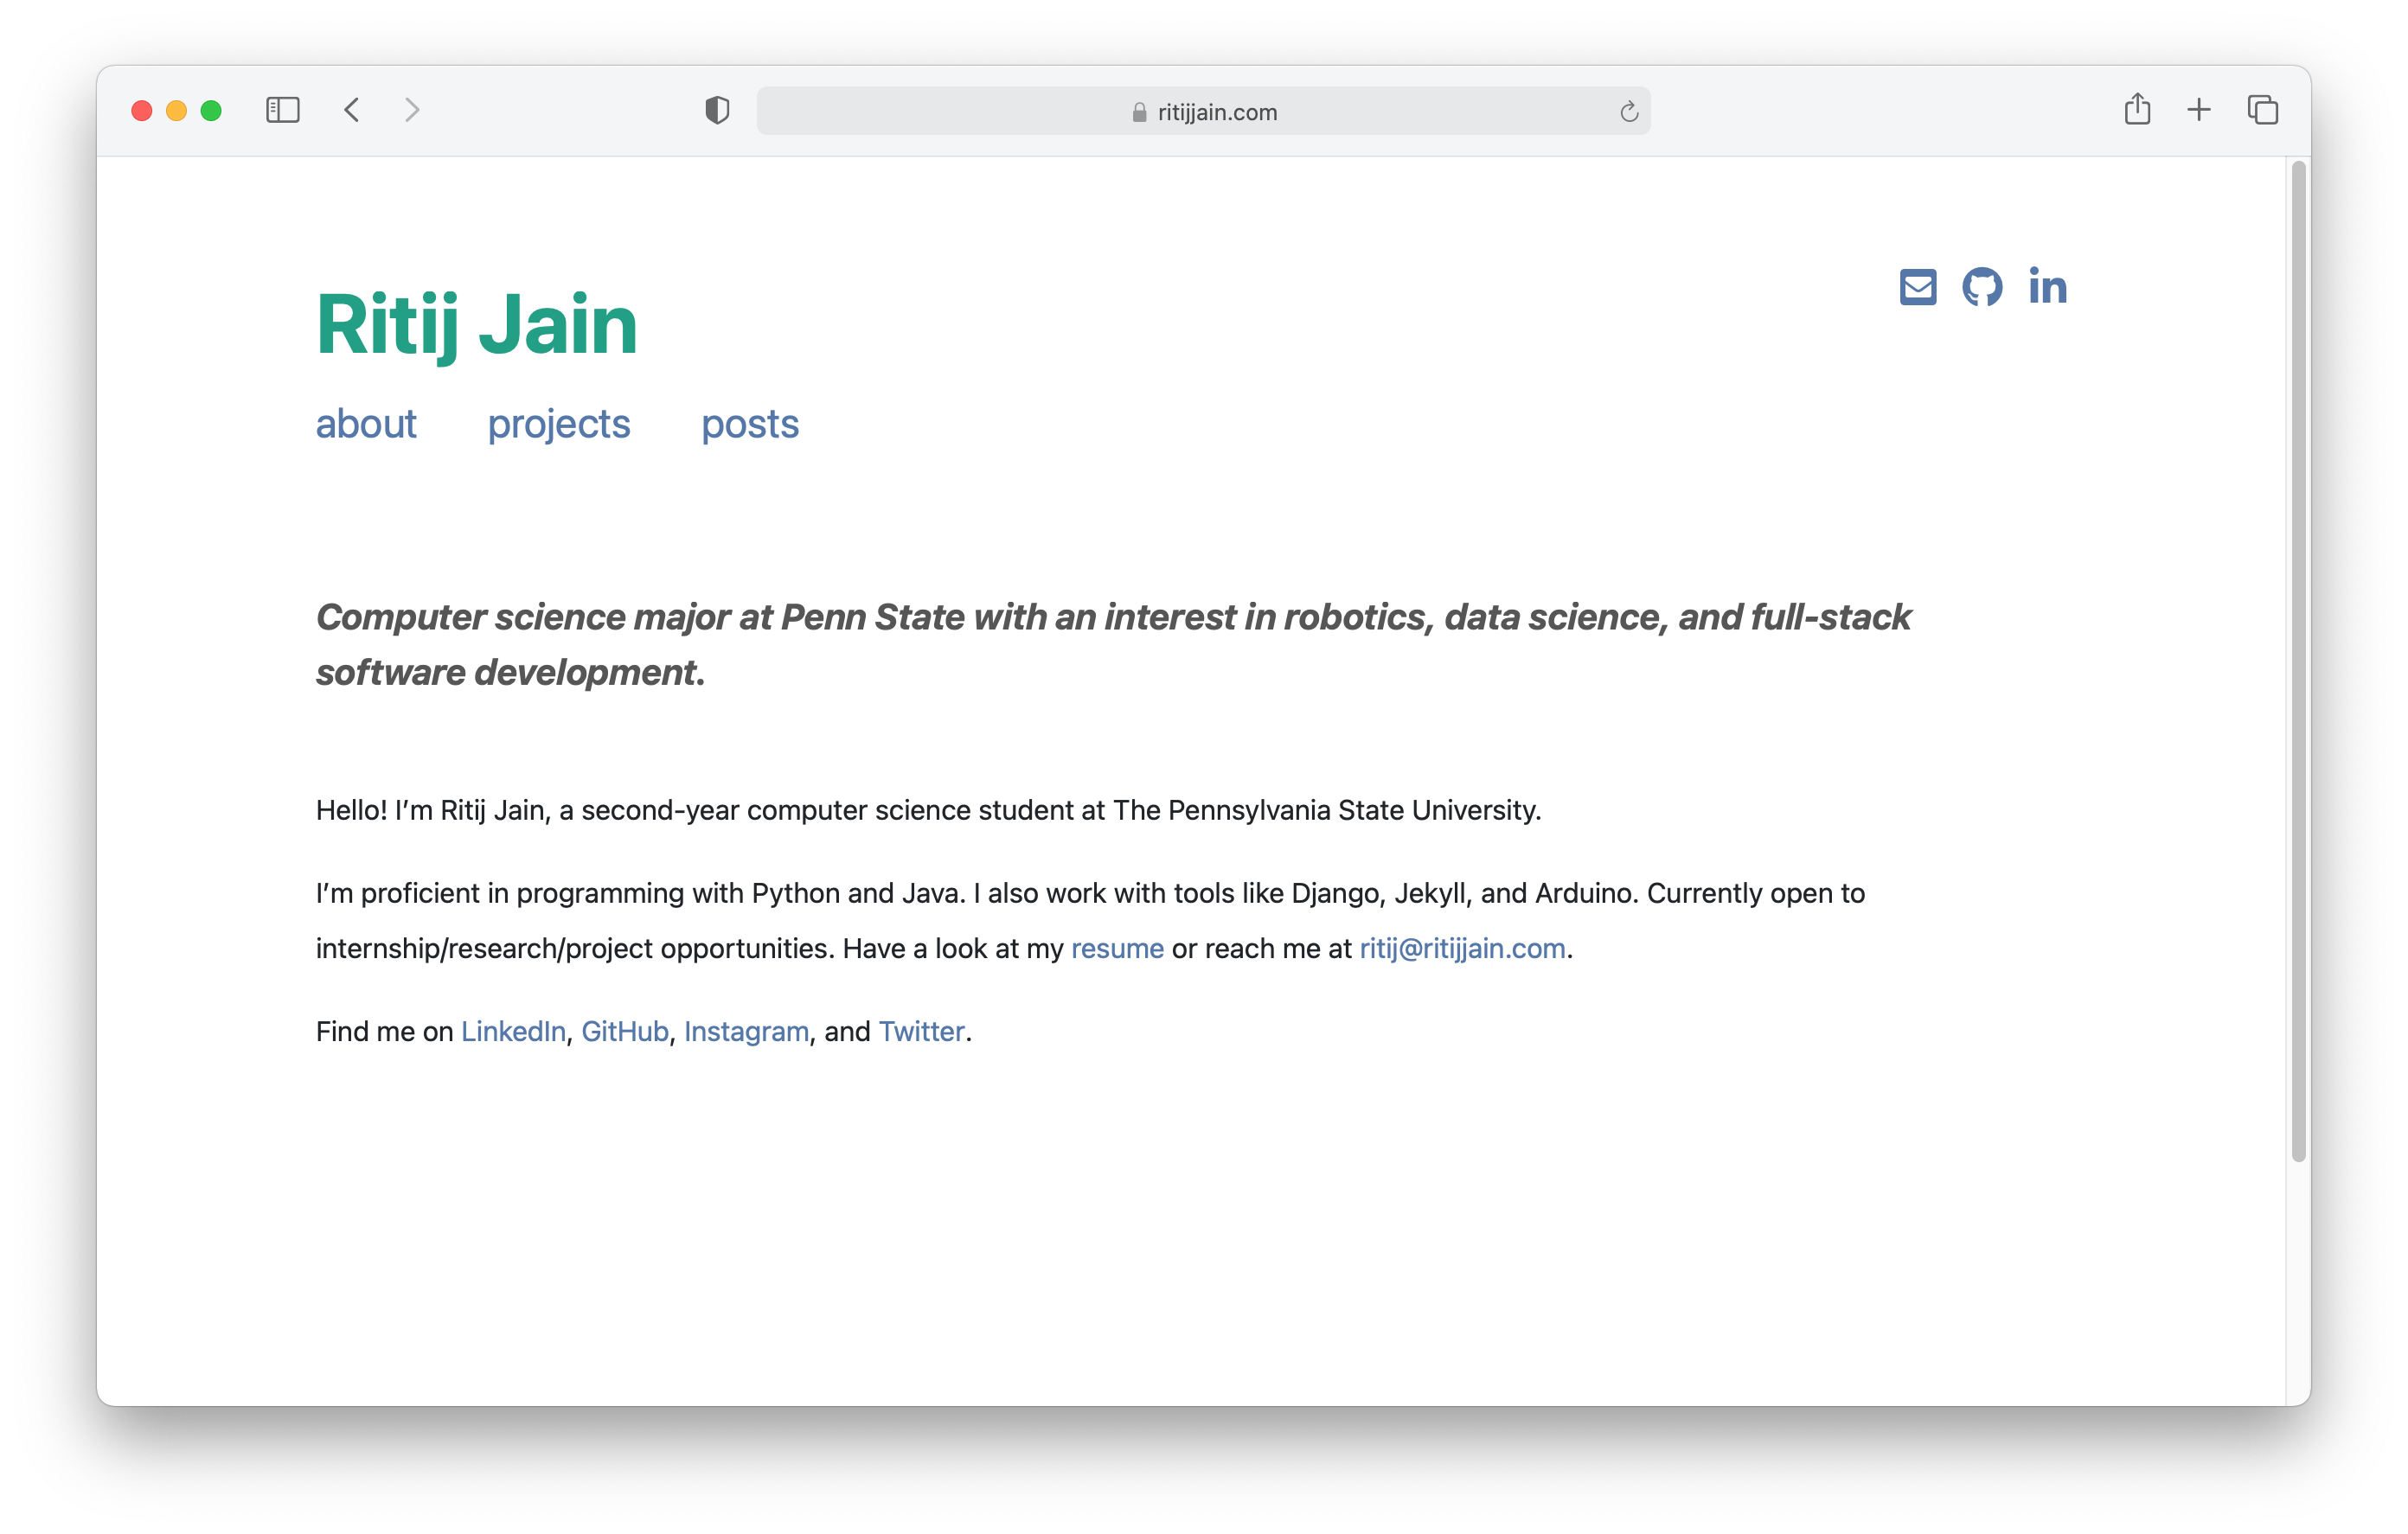 ritijjain.com
Ritij Jain
about projects posts
Computer science major at Penn State with an interest in robotics, data science, and full-stack
software development.
Hello! I’m Ritij Jain, a second-year computer science student at The Pennsylvania State University.
I’m proficient in programming with Python and Java. I also work with tools like Django, Jekyll, and Arduino. Currently open to
internship/research/project opportunities. Have a look at my resume or reach me at ritij@ritijjain.com.
Find me on LinkedIn, GitHub, Instagram, and Twitter.